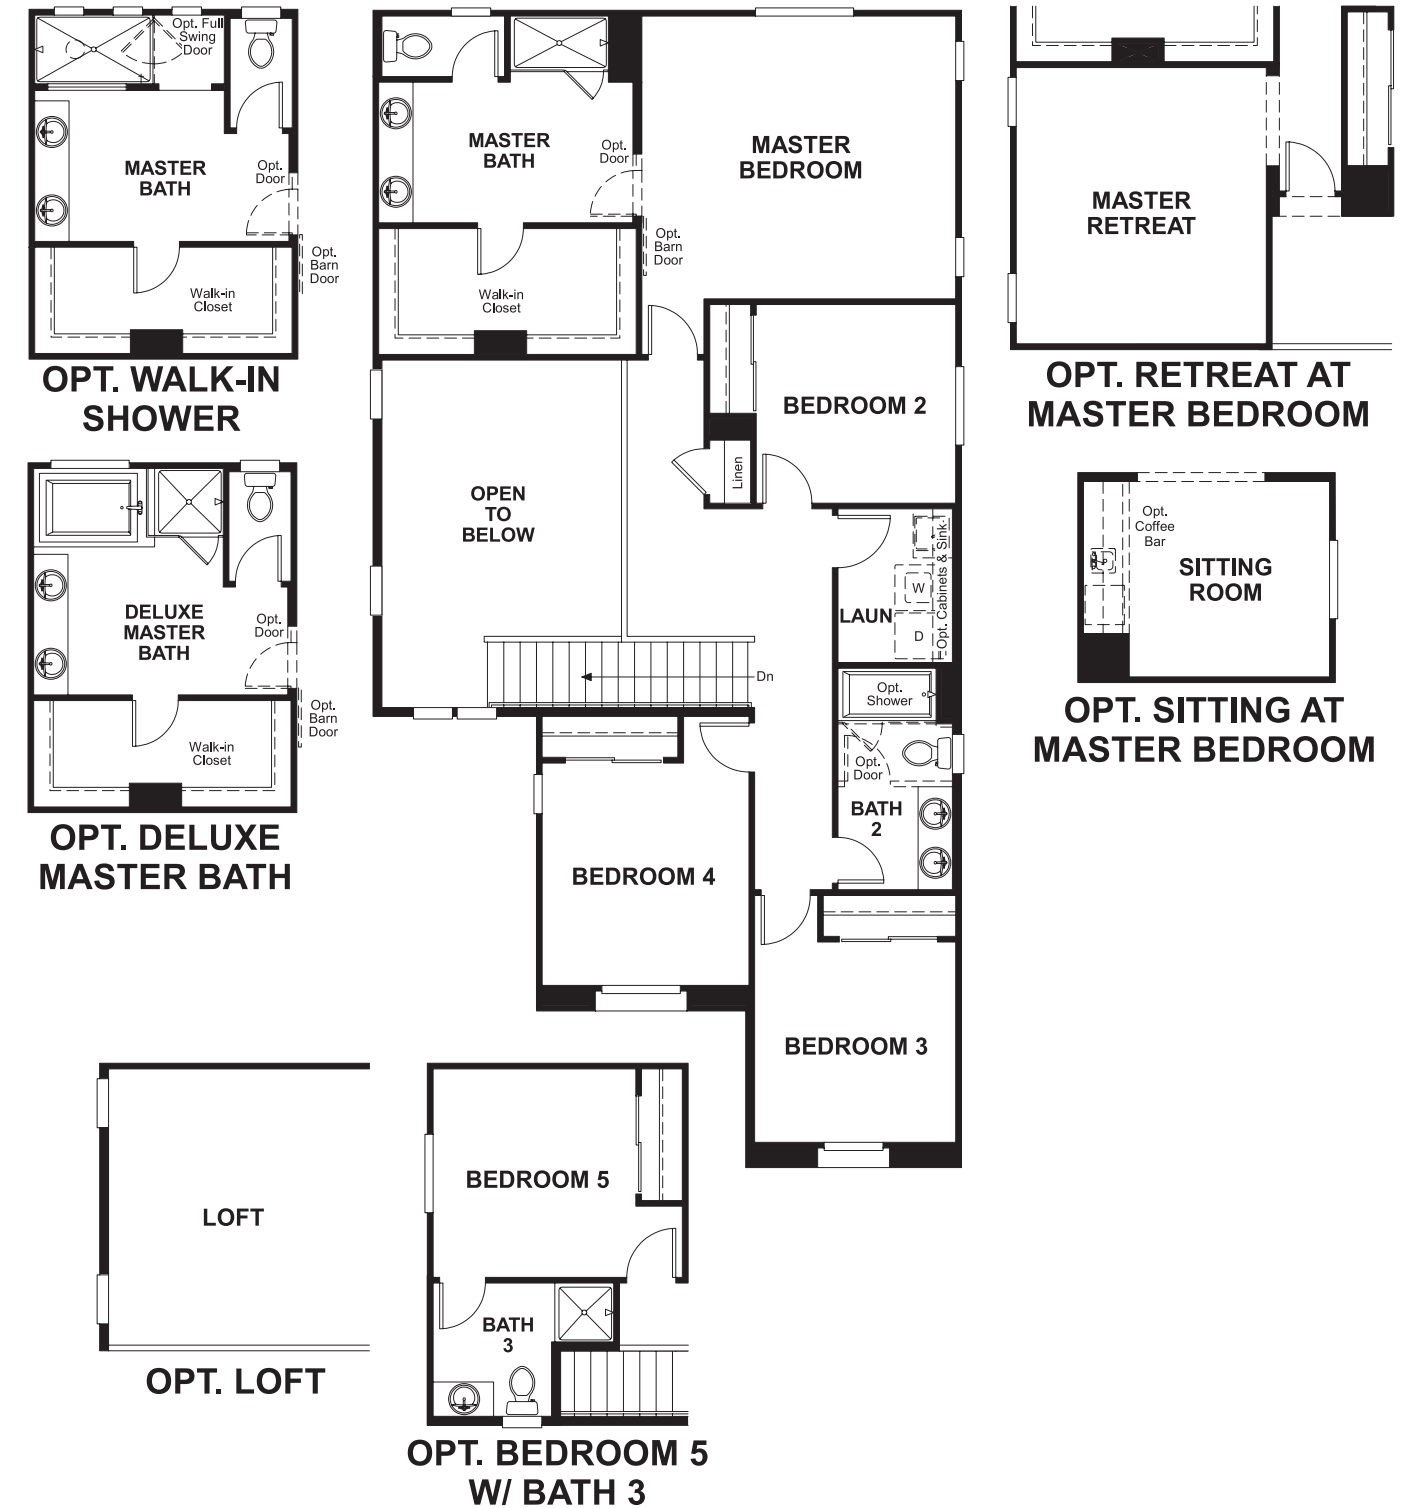 Opt. Full
Swing
Door
MASTER
BATH
Opt.
Door
Opt.
Barn
Door
Walk-in
Closet
OPT. WALK-IN
SHOWER
DELUXE
MASTER
BATH
Opt.
Door
Opt.
Barn
Door
Walk-in
Closet
OPT. DELUXE
MASTER BATH
MASTER
BATH
Opt.
Door
Opt.
Barn
Door
Walk-in
Closet
MASTER
BEDROOM
BEDROOM 2
Linen
OPEN
TO
BELOW
LAUN
W
D
Opt. Cabinets & Sink
Dn
Opt.
Shower
Opt.
Door
BATH
2
BEDROOM 4
BEDROOM 3
MASTER
RETREAT
OPT. RETREAT AT
MASTER BEDROOM
Opt.
Coffee
Bar
SITTING
ROOM
OPT. SITTING AT
MASTER BEDROOM
LOFT
OPT. LOFT
BEDROOM 5
BATH
3
OPT. BEDROOM 5
W/ BATH 3